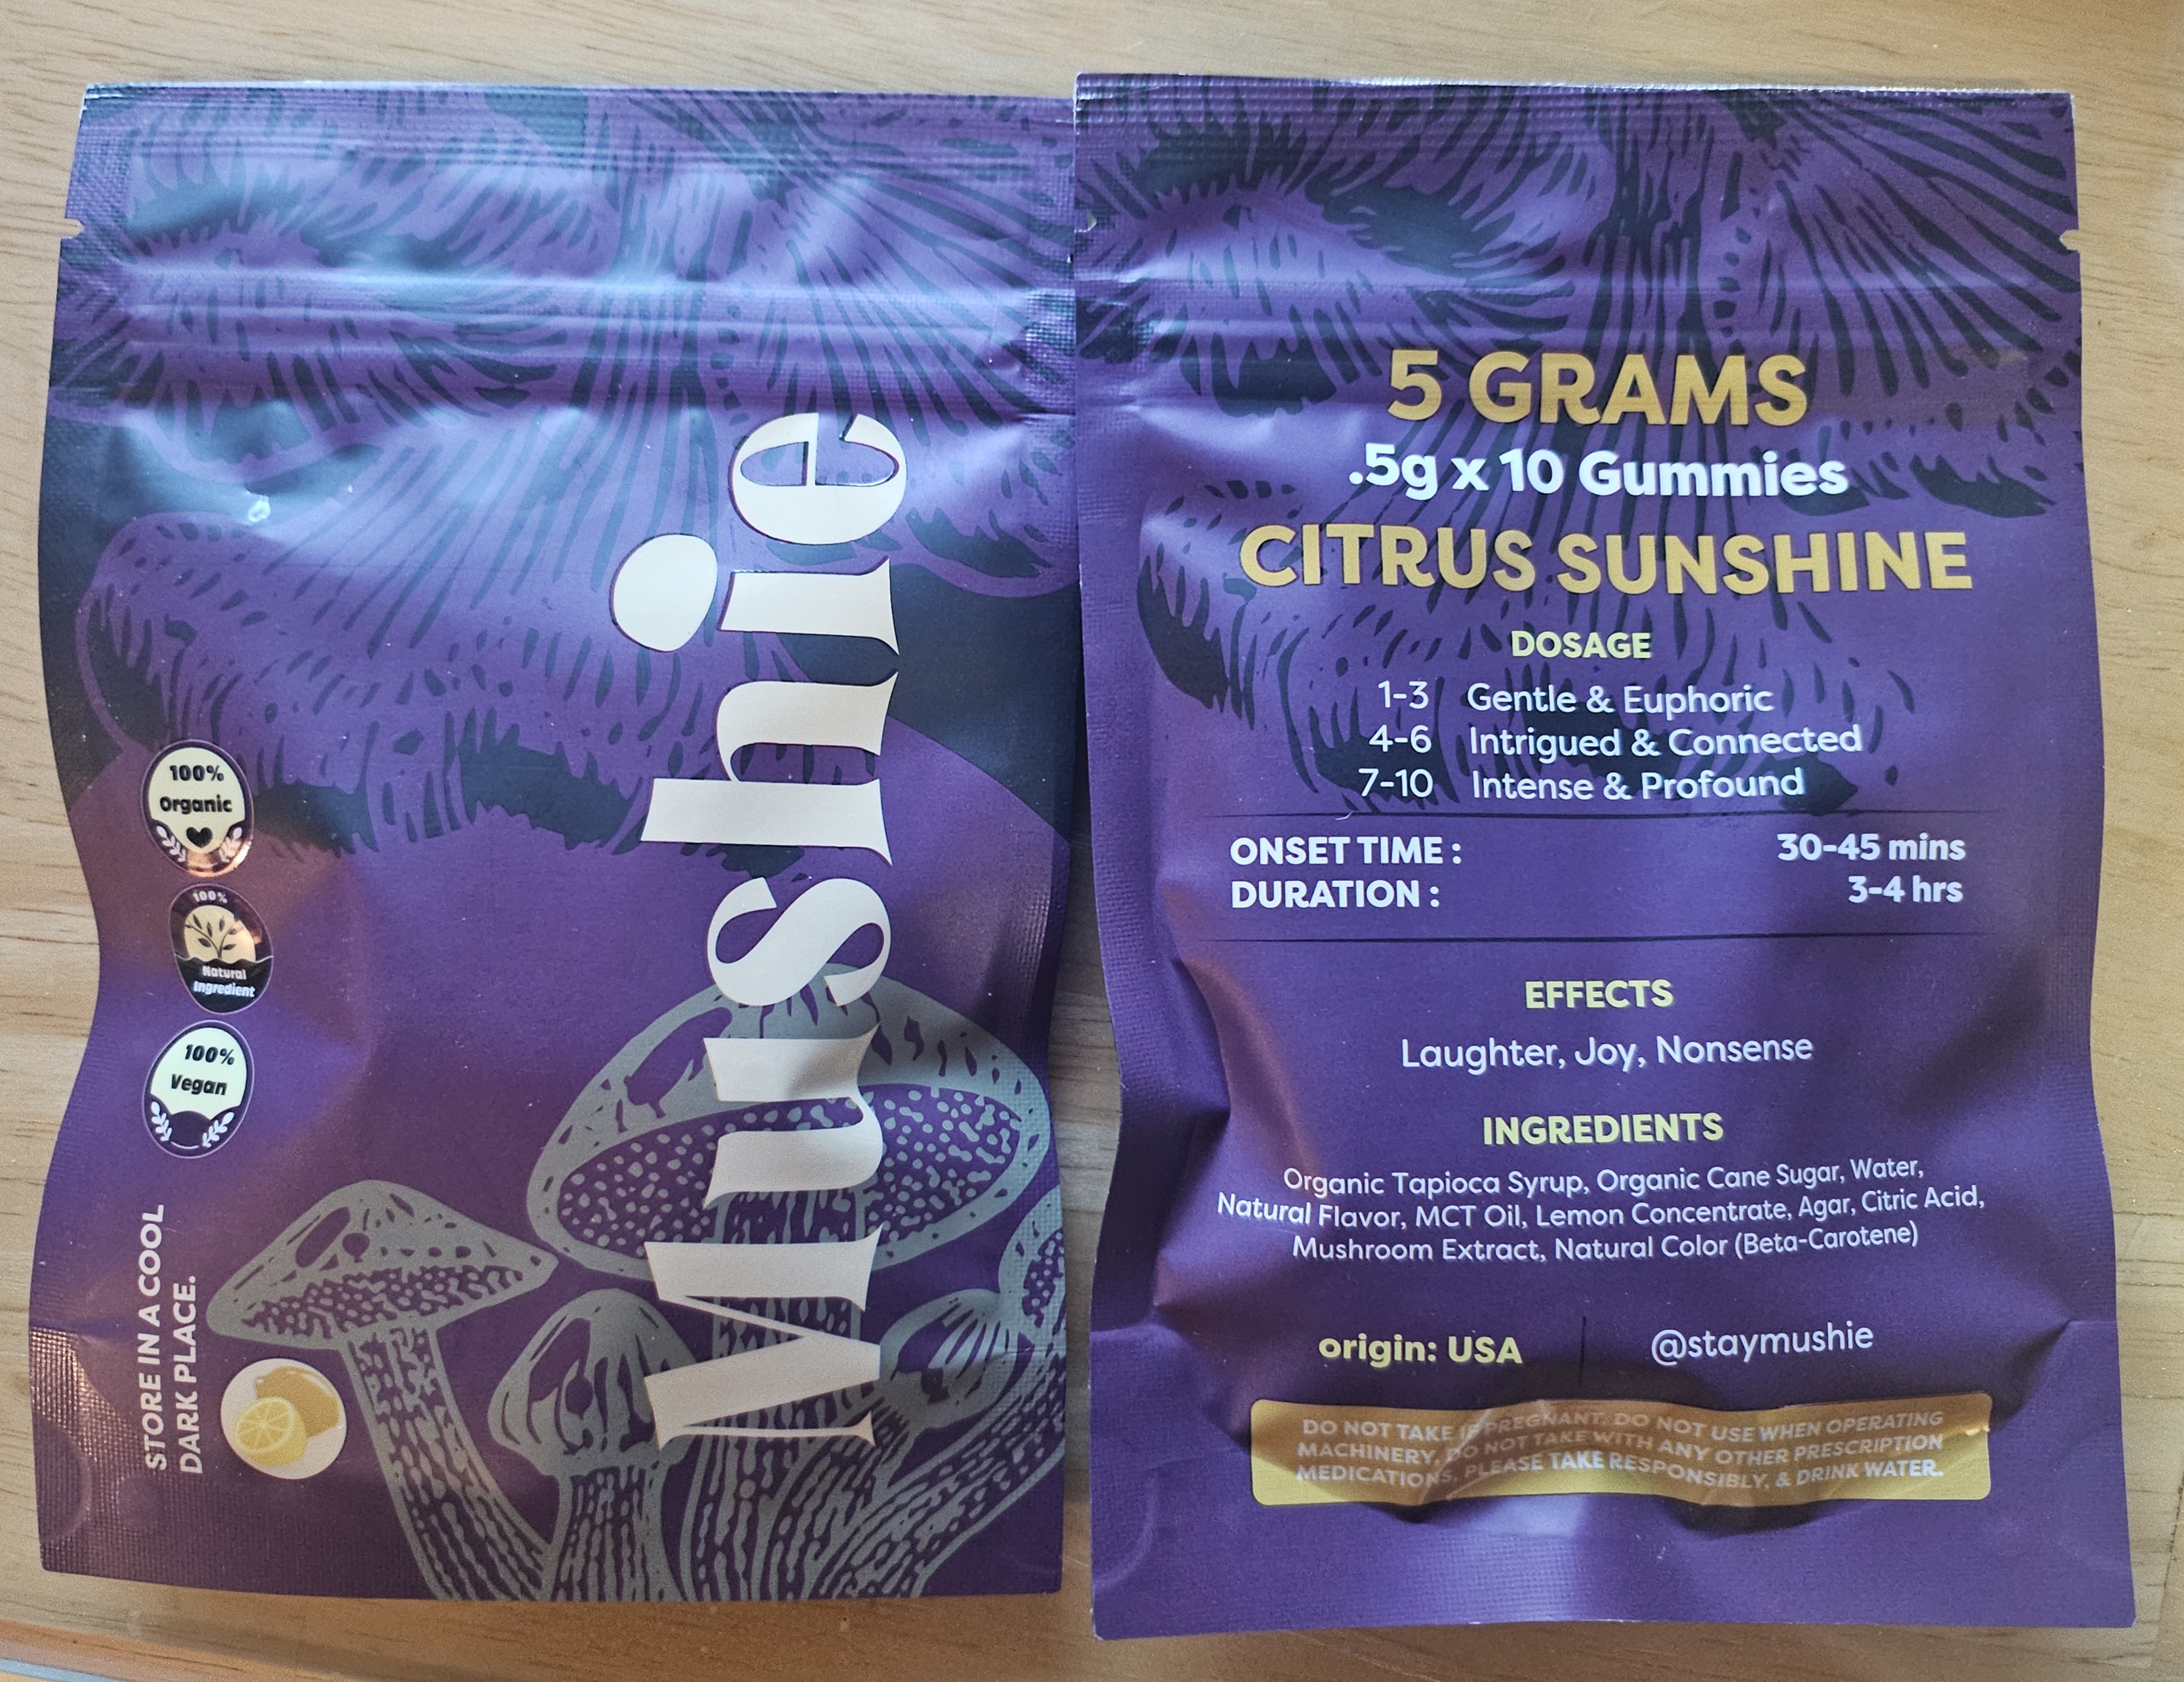 Mushie
100%
Organic
100%
Natural
Ingredient
100%
Vegan
STORE IN A COOL
DARK PLACE.
5 GRAMS
.5g x 10 Gummies
CITRUS SUNSHINE
DOSAGE
1-3 Gentle & Euphoric
4-6 Intrigued & Connected
7-10 Intense & Profound
ONSET TIME : 30-45 mins
DURATION : 3-4 hrs
EFFECTS
Laughter, Joy, Nonsense
INGREDIENTS
Organic Tapioca Syrup, Organic Cane Sugar, Water,
Natural Flavor, MCT Oil, Lemon Concentrate, Agar, Citric Acid,
Mushroom Extract, Natural Color (Beta-Carotene)
origin: USA @staymushie
DO NOT TAKE IF PREGNANT. DO NOT USE WHEN OPERATING
MACHINERY. DO NOT TAKE WITH ANY OTHER PRESCRIPTION
MEDICATIONS. PLEASE TAKE RESPONSIBLY, & DRINK WATER.